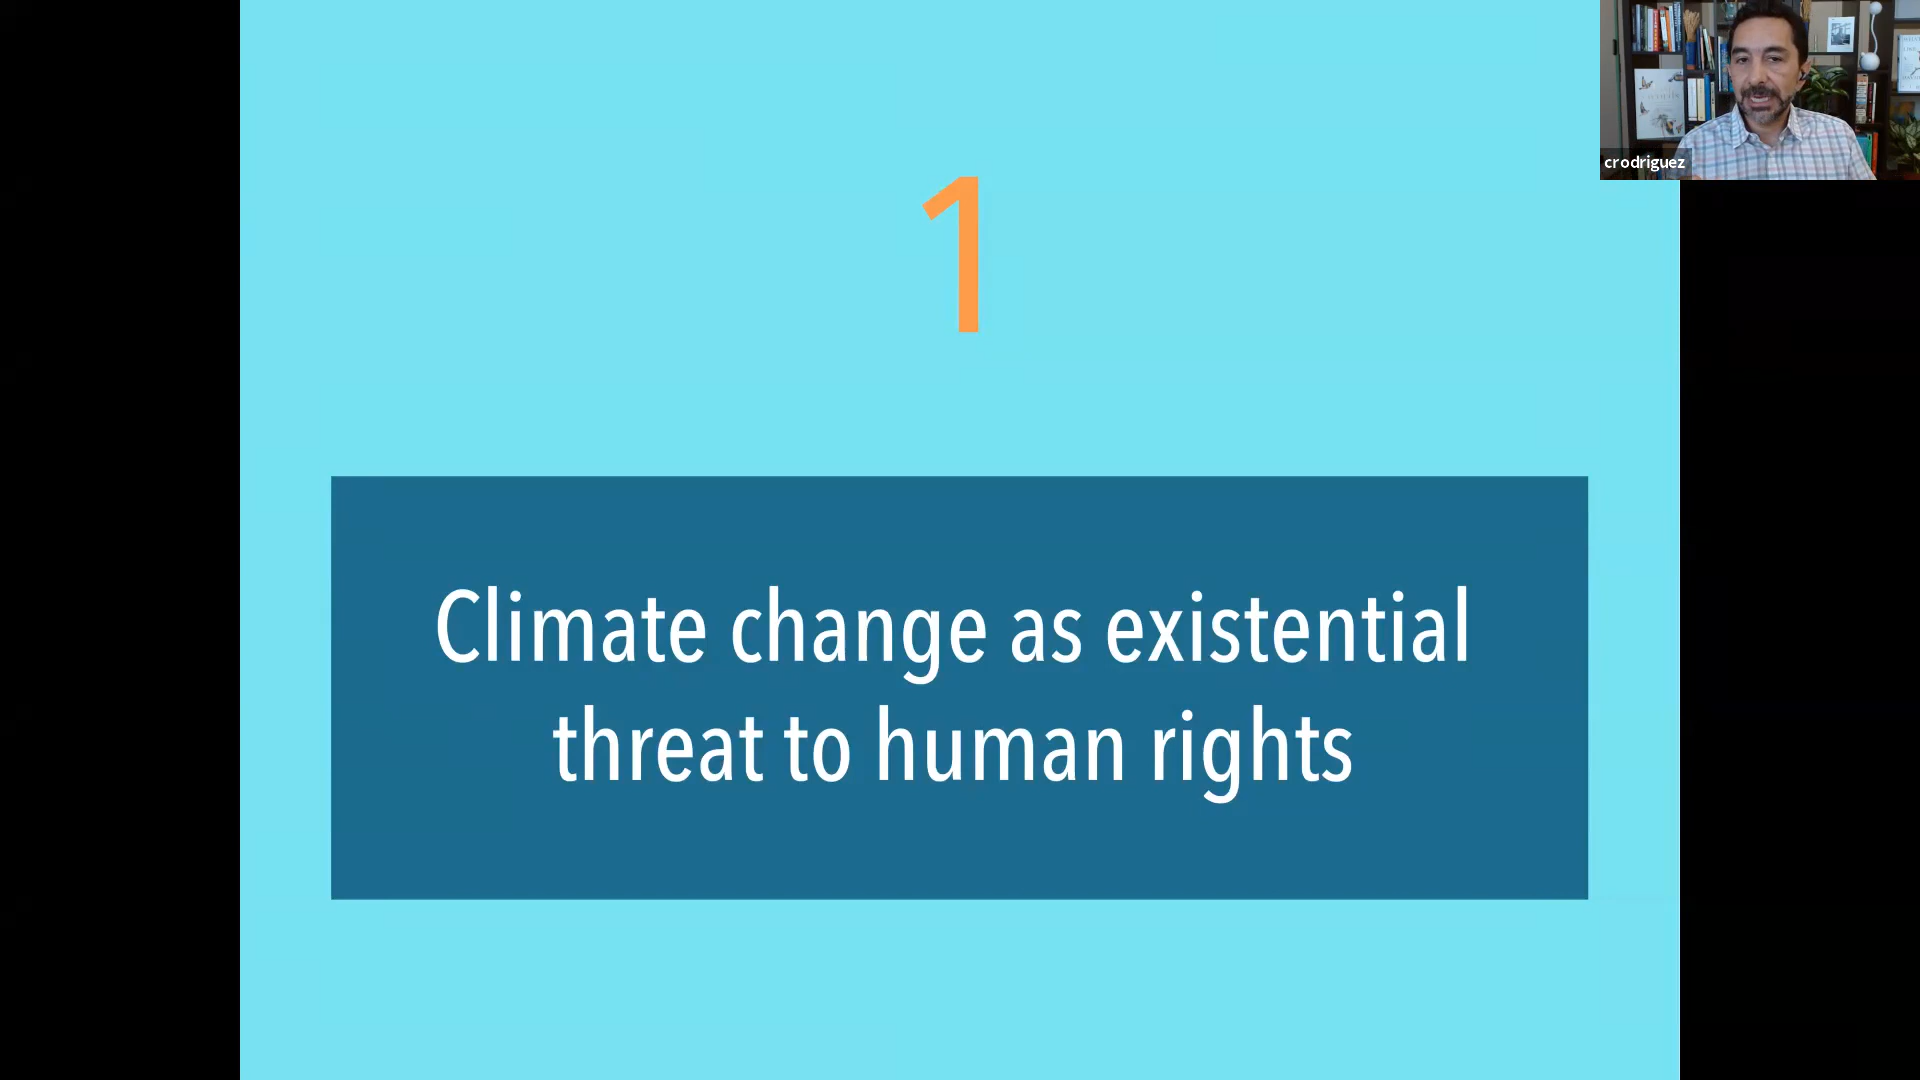 crodriguez
1
Climate change as existential
threat to human rights